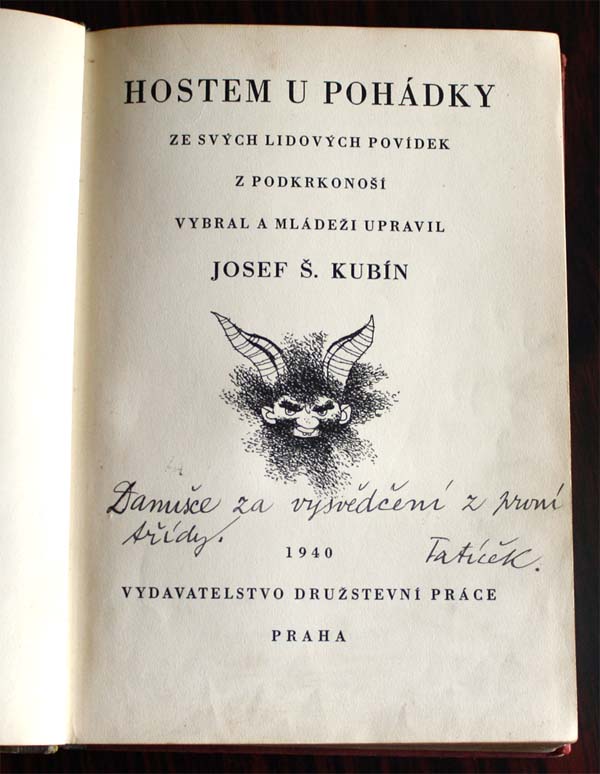 HOSTEM U POHÁDKY
ZE SVÝCH LIDOVÝCH POVÍDEK
Z PODKRKONOŠÍ
VYBRAL A MLÁDEŽI UPRAVIL
JOSEF Š. KUBÍN
Danušce za vysvědčení z první
třídy.
Tatíček.
1940
VYDAVATELSTVO DRUŽSTEVNÍ PRÁCE
PRAHA